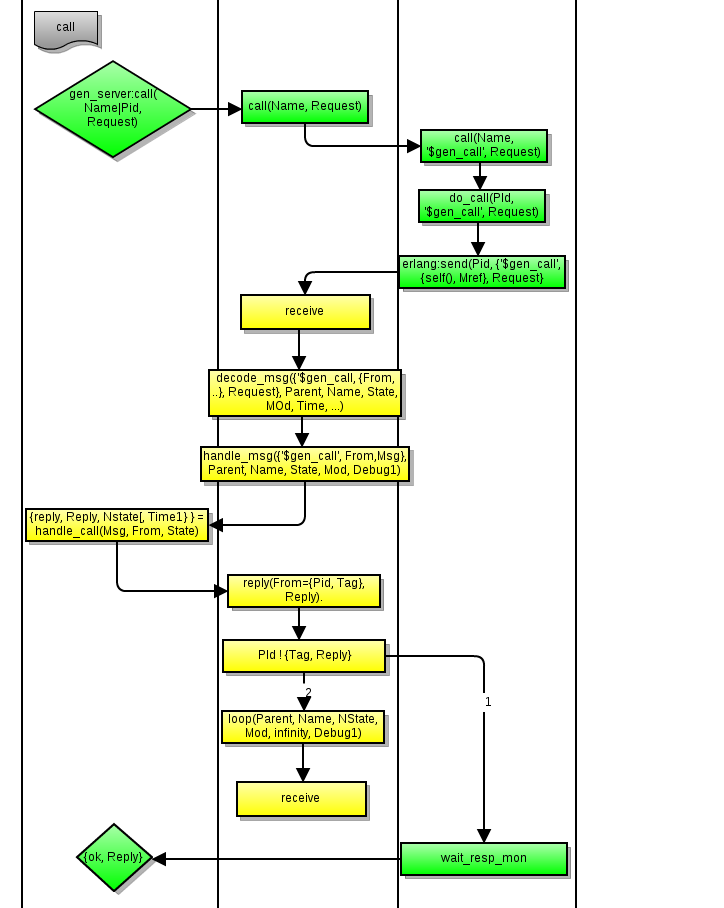 call
gen_server:call(
Name|Pid,
Request)
call(Name, Request)
call(Name,
'$gen_call', Request)
do_call(PId,
'$gen_call', Request)
erlang:send(Pid, {'$gen_call',
{self(), Mref}, Request}
receive
decode_msg({'$gen_call, {From,
..}, Request}, Parent, Name, State,
MOd, Time, ...)
handle_msg({'$gen_call', From,Msg},
Parent, Name, State, Mod, Debug1)
{reply, Reply, Nstate[, Time1} } =
handle_call(Msg, From, State)
reply(From={Pid, Tag},
Reply).
PId ! {Tag, Reply}
2
1
loop(Parent, Name, NState,
Mod, infinity, Debug1)
receive
wait_resp_mon
{ok, Reply}